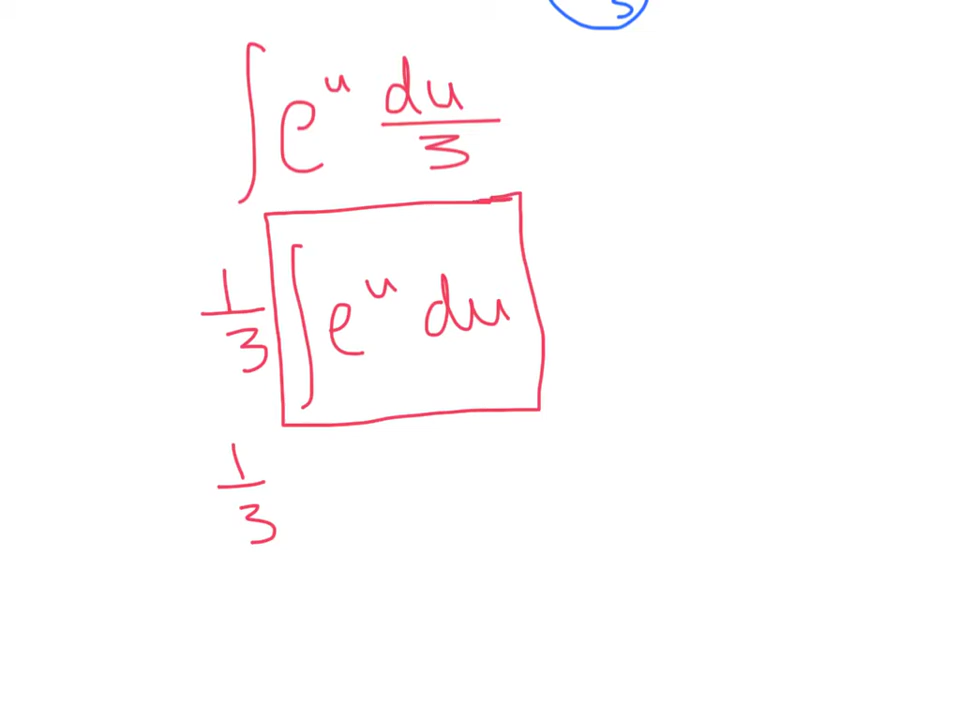 ∫ e^u du/3
1/3 ∫ e^u du
1/3